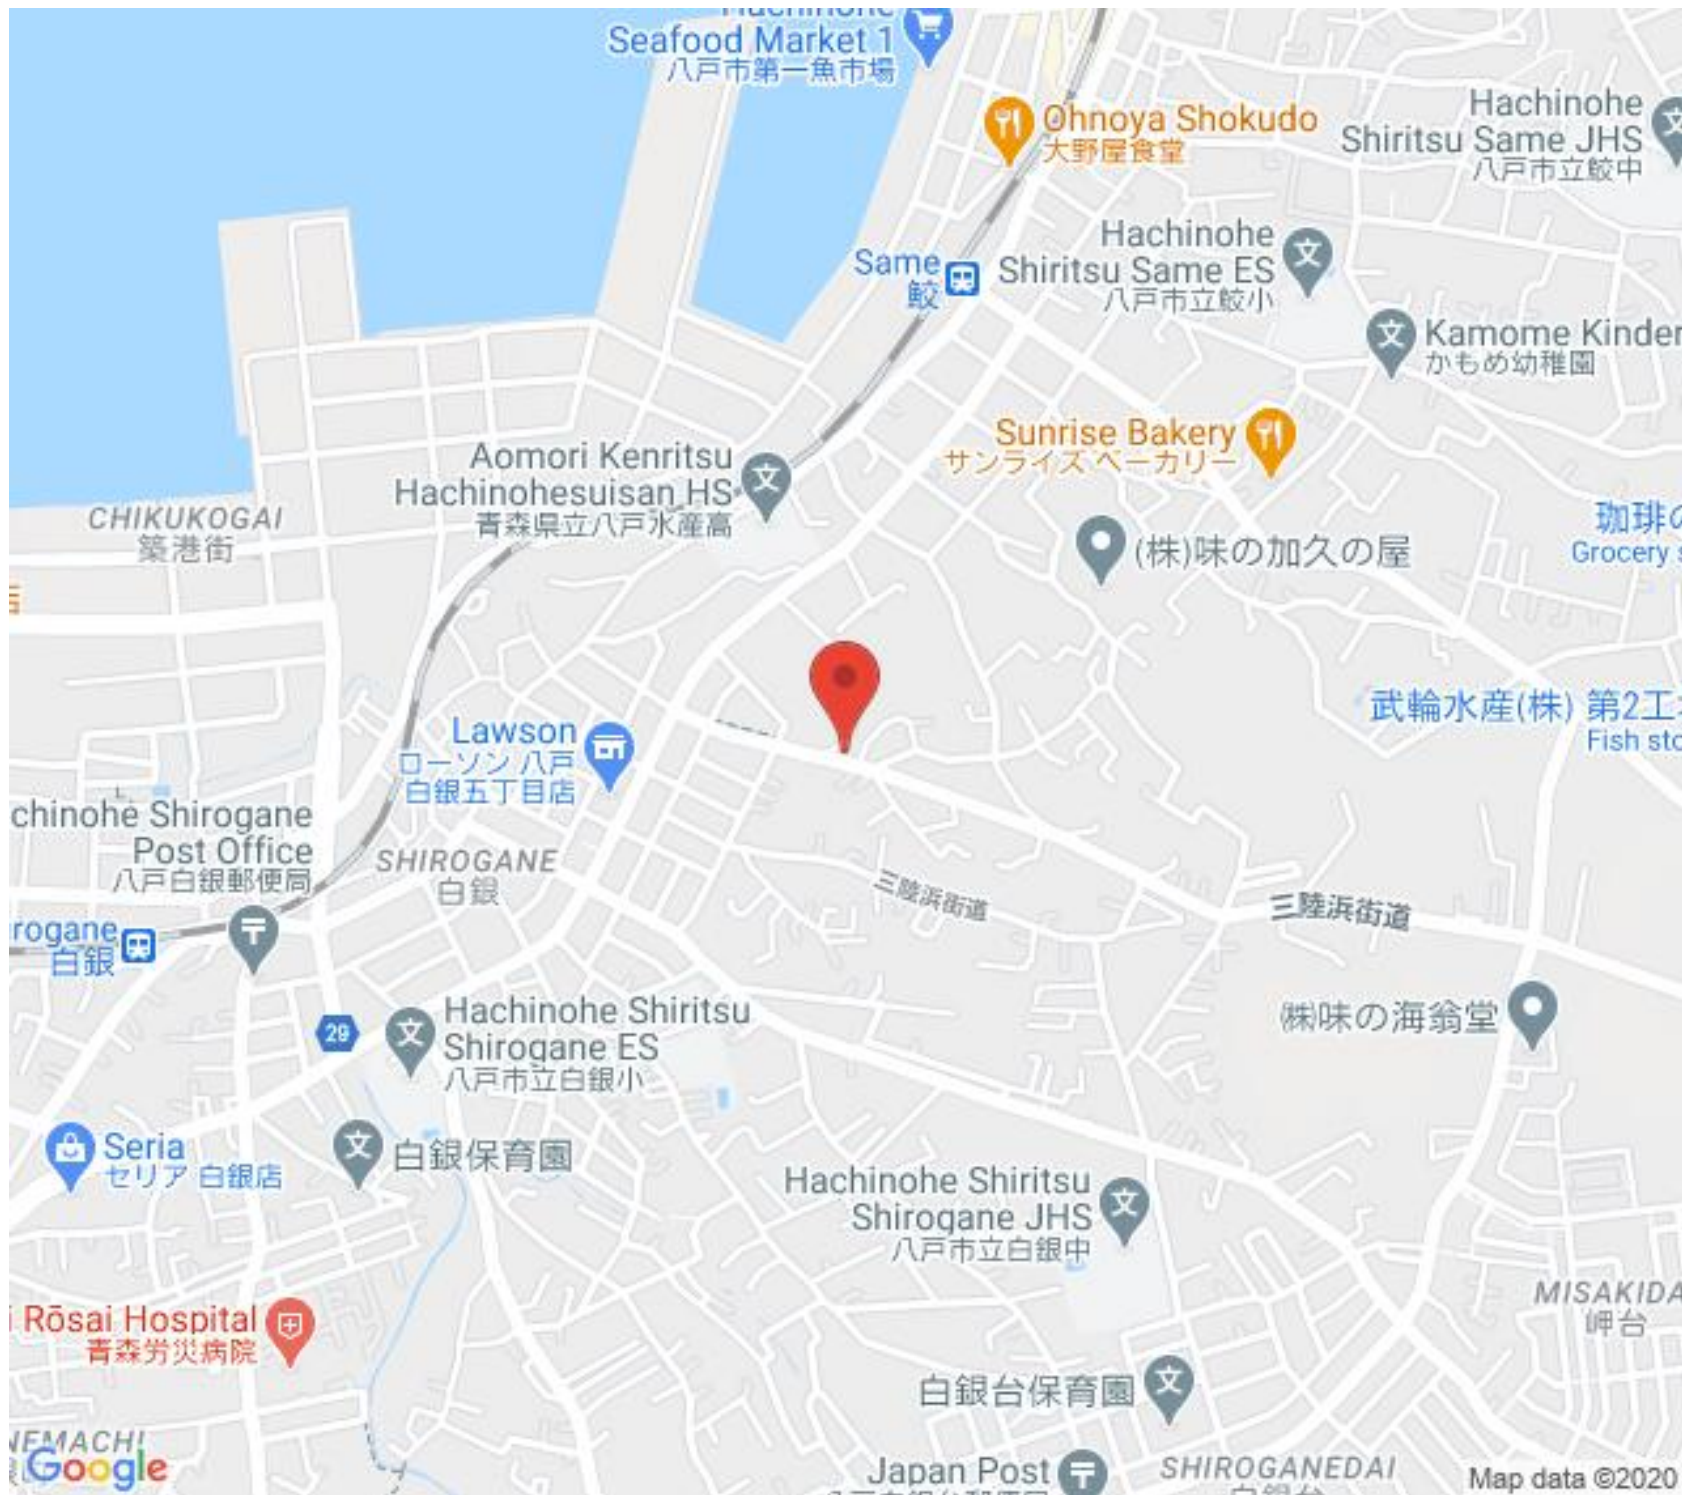 Hachinohe
Seafood Market 1
八戸市第一魚市場
Ohnoya Shokudo
大野屋食堂
Hachinohe
Shiritsu Same JHS
八戸市立鮫中
Hachinohe
Shiritsu Same ES
八戸市立鮫小
Same
鮫
Kamome Kinder
かもめ幼稚園
Sunrise Bakery
サンライズ ベーカリー
Aomori Kenritsu
Hachinohesuisan HS
青森県立八戸水産高
CHIKUKOGAI
築港街
珈琲の
Grocery s
(株)味の加久の屋
武輪水産(株) 第2工
Fish sto
Lawson
ローソン 八戸
白銀五丁目店
chinohe Shirogane
Post Office
八戸白銀郵便局
SHIROGANE
白銀
三陸浜街道
三陸浜街道
rogane
白銀
29
Hachinohe Shiritsu
Shirogane ES
八戸市立白銀小
㈱味の海翁堂
Seria
セリア 白銀店
白銀保育園
Hachinohe Shiritsu
Shirogane JHS
八戸市立白銀中
MISAKIDA
岬台
i Rōsai Hospital
青森労災病院
白銀台保育園
NEMACHI
Google
Japan Post
SHIROGANEDAI
白銀台
Map data ©2020